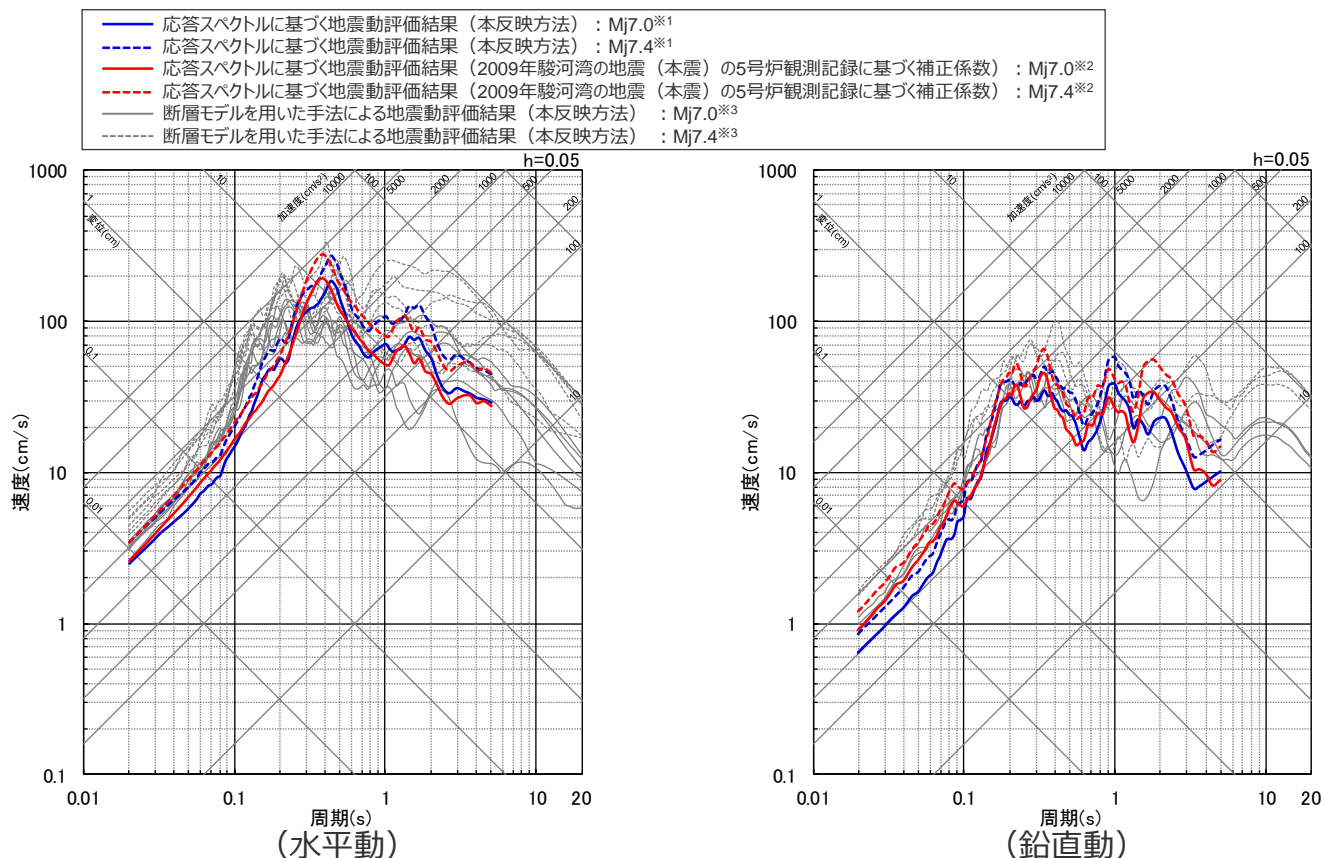 応答スペクトルに基づく地震動評価結果（本反映方法）：Mj7.0※1
応答スペクトルに基づく地震動評価結果（本反映方法）：Mj7.4※1
応答スペクトルに基づく地震動評価結果（2009年駿河湾の地震（本震）の5号炉観測記録に基づく補正係数）：Mj7.0※2
応答スペクトルに基づく地震動評価結果（2009年駿河湾の地震（本震）の5号炉観測記録に基づく補正係数）：Mj7.4※2
断層モデルを用いた手法による地震動評価結果（本反映方法）：Mj7.0※3
断層モデルを用いた手法による地震動評価結果（本反映方法）：Mj7.4※3
h=0.05
1000
100
10
1
0.1
速度(cm/s)
変位(cm)
加速度(cm/s²)
1
10
100
0.1
0.01
10000
5000
2000
1000
500
200
100
10
0.01
0.1
1
10
20
周期(s)
（水平動）
h=0.05
1000
100
10
1
0.1
速度(cm/s)
変位(cm)
加速度(cm/s²)
1
10
100
0.1
0.01
10000
5000
2000
1000
500
200
100
10
0.01
0.1
1
10
20
周期(s)
（鉛直動）